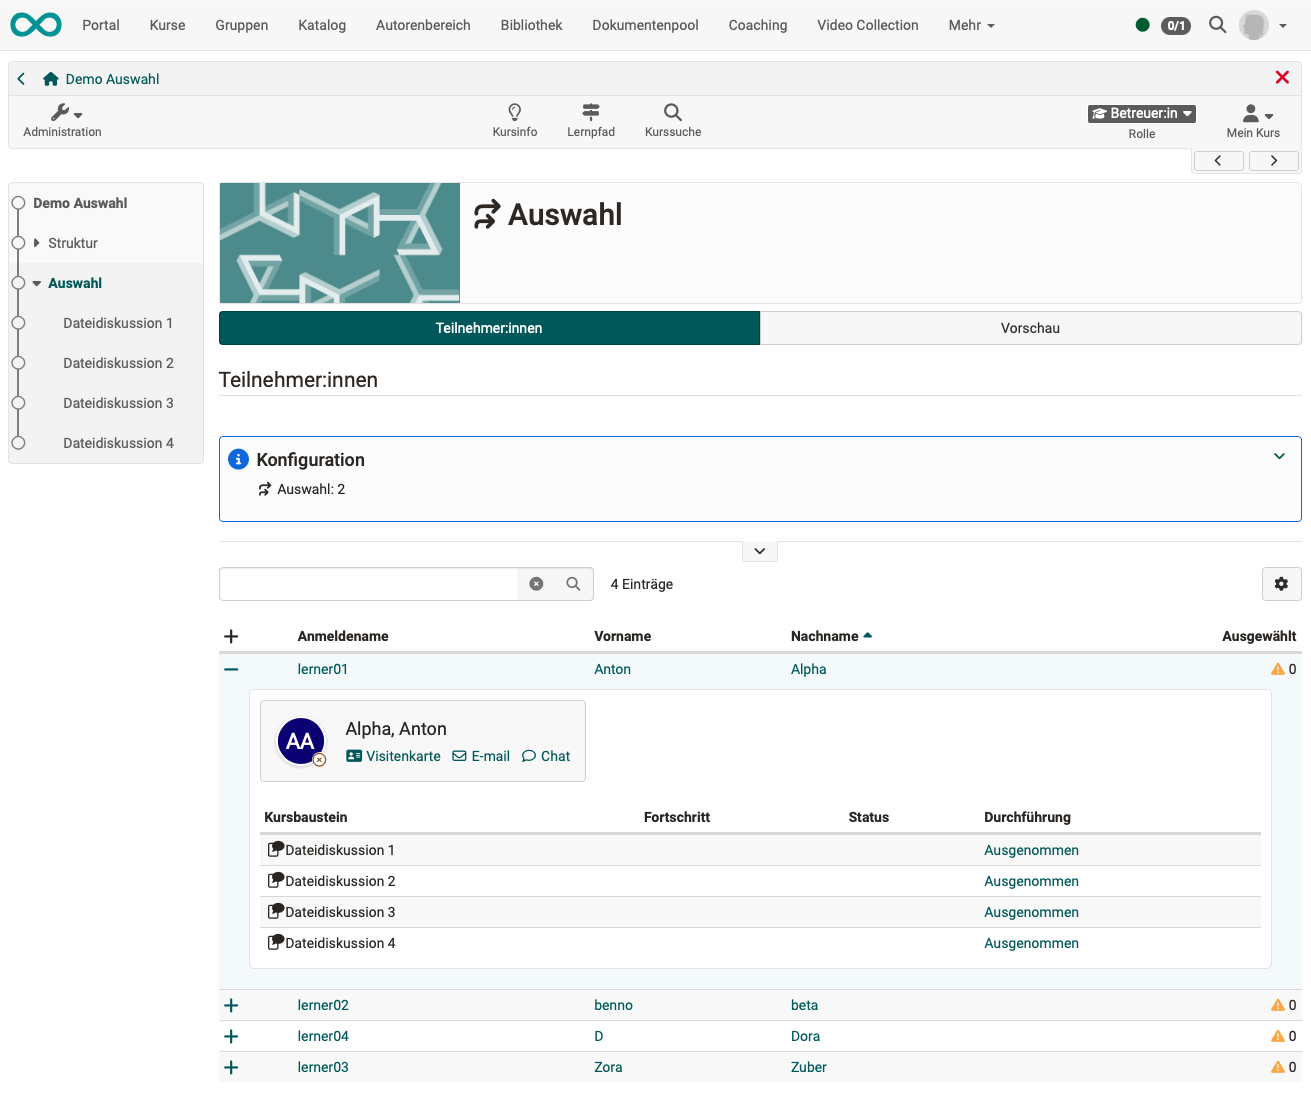 Portal Kurse Gruppen Katalog Autorenbereich Bibliothek Dokumentenpool Coaching Video Collection Mehr 0/1
Demo Auswahl
Administration Kursinfo Lernpfad Kurssuche Betreuer:in Rolle Mein Kurs
Demo Auswahl
Struktur
Auswahl
Dateidiskussion 1
Dateidiskussion 2
Dateidiskussion 3
Dateidiskussion 4
Auswahl
Teilnehmer:innen Vorschau
Teilnehmer:innen
Konfiguration
Auswahl: 2
4 Einträge
Anmeldename Vorname Nachname Ausgewählt
lerner01 Anton Alpha 0
AA
Alpha, Anton
Visitenkarte E-mail Chat
Kursbaustein Fortschritt Status Durchführung
Dateidiskussion 1 Ausgenommen
Dateidiskussion 2 Ausgenommen
Dateidiskussion 3 Ausgenommen
Dateidiskussion 4 Ausgenommen
lerner02 benno beta 0
lerner04 D Dora 0
lerner03 Zora Zuber 0